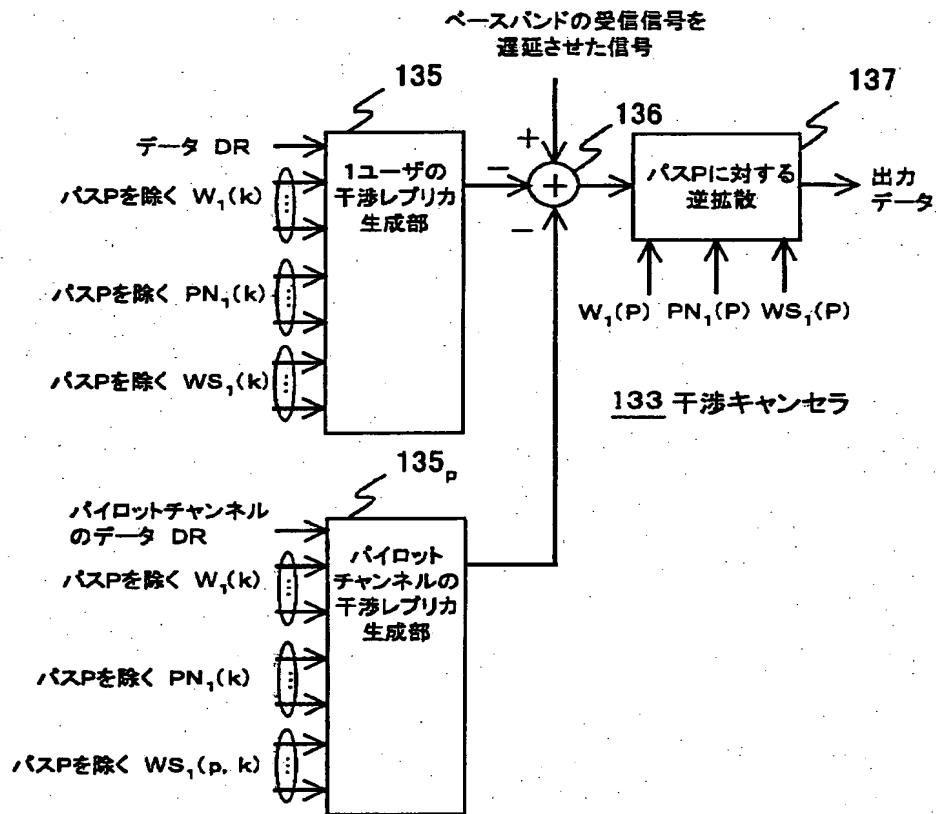 ベースバンドの受信信号を
遅延させた信号
135
136
137
データ DR
パスPを除く W₁(k)
パスPを除く PN₁(k)
パスPを除く WS₁(k)
1ユーザの
干渉レプリカ
生成部
+
−
−
+
パスPに対する
逆拡散
出力
データ
W₁(P) PN₁(P) WS₁(P)
133 干渉キャンセラ
135ₚ
パイロットチャンネル
のデータ DR
パスPを除く W₁(k)
パスPを除く PN₁(k)
パスPを除く WS₁(p, k)
パイロット
チャンネルの
干渉レプリカ
生成部